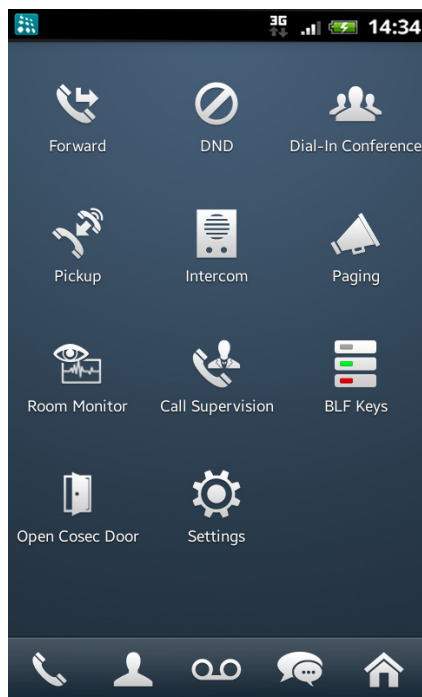 3G 14:34
Forward DND Dial-In Conference
Pickup Intercom Paging
Room Monitor Call Supervision BLF Keys
Open Cosec Door Settings